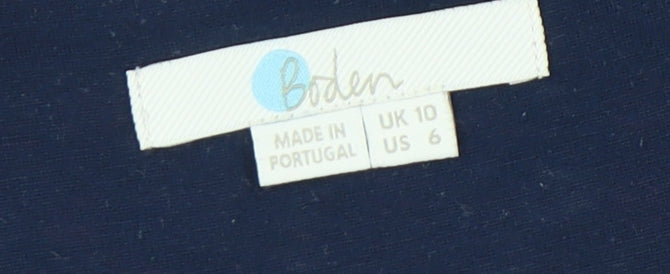 Boden
MADE IN
PORTUGAL
UK 10
US 6